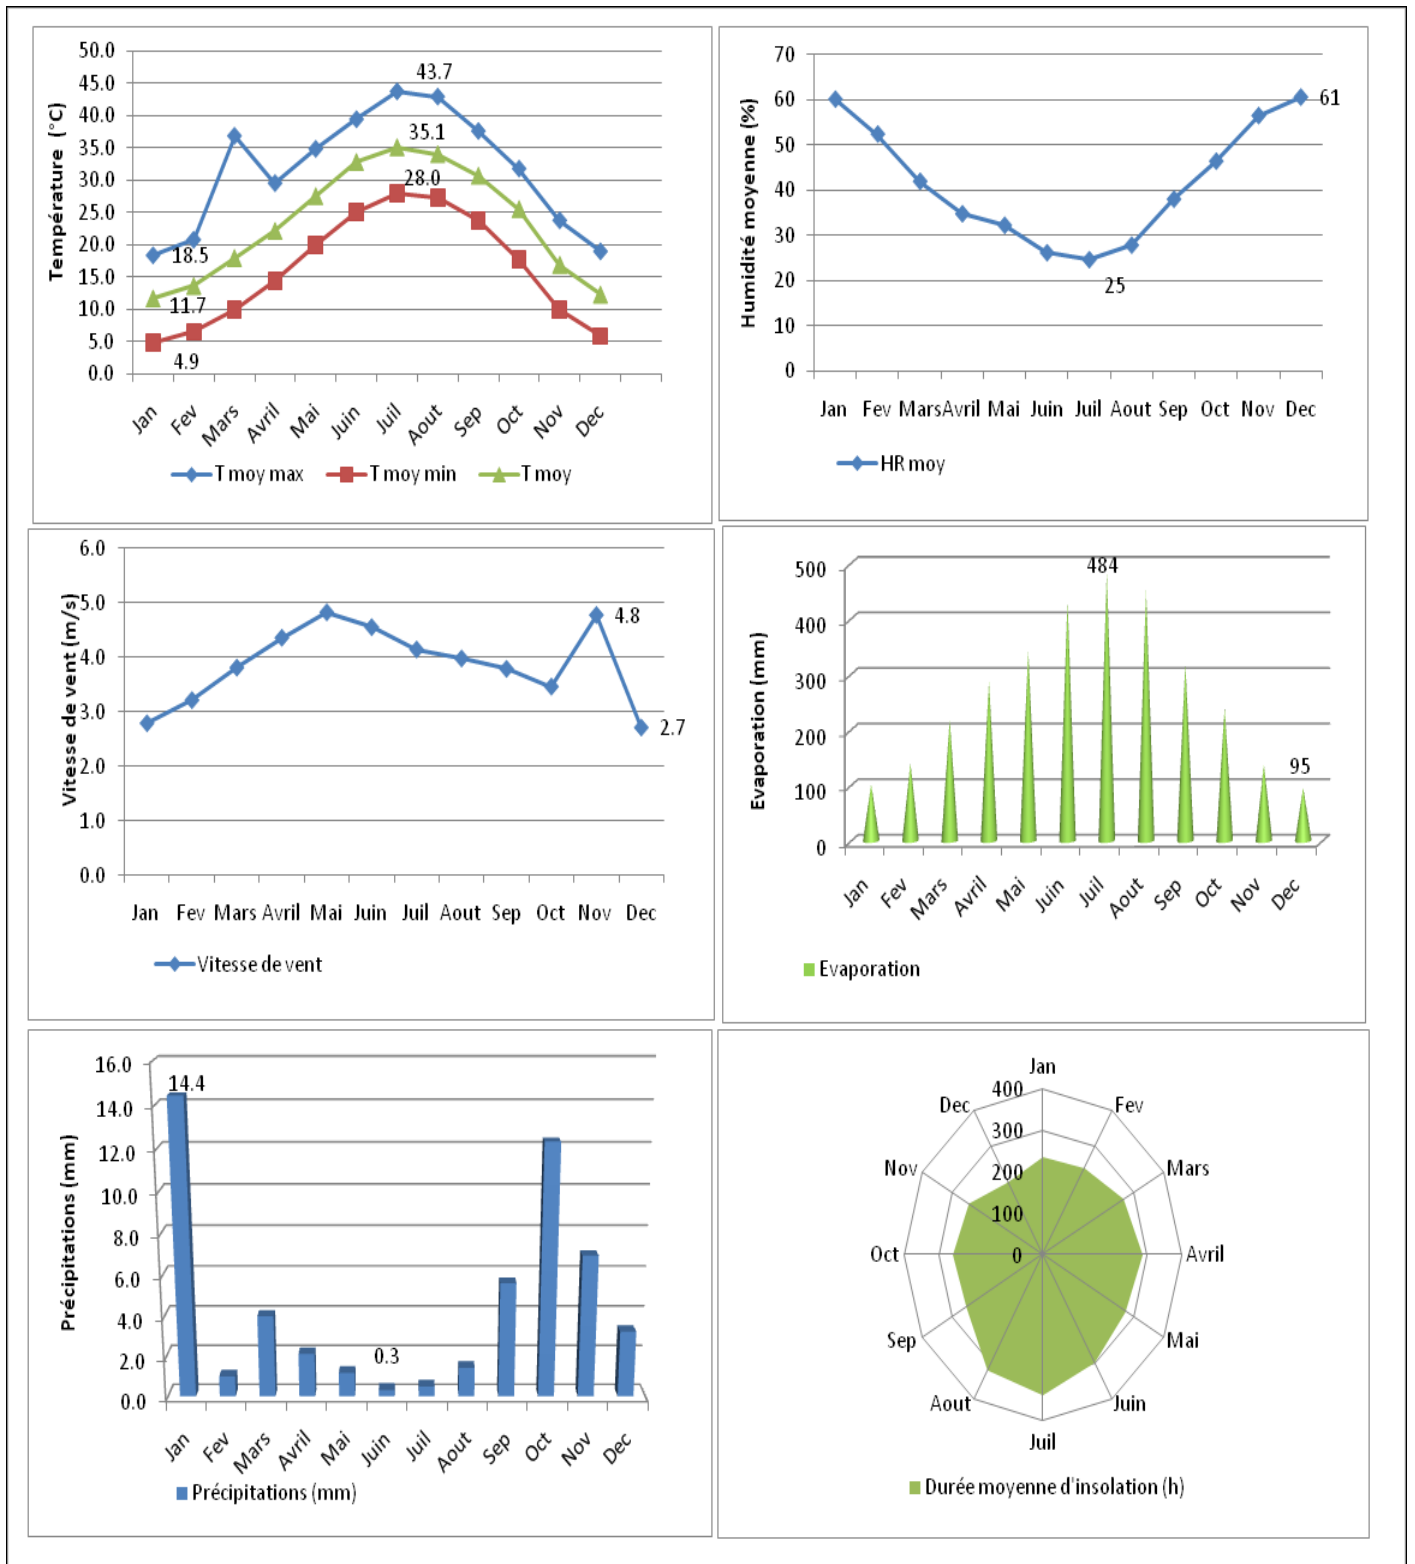 Température (°C)
50.0
45.0
40.0
35.0
30.0
25.0
20.0
15.0
10.0
5.0
0.0
43.7
35.1
28.0
18.5
11.7
4.9
Jan Fev Mars Avril Mai Juin Juil Aout Sep Oct Nov Dec
T moy max T moy min T moy
Humidité moyenne (%)
70
60
50
40
30
20
10
0
61
25
Jan Fev Mars Avril Mai Juin Juil Aout Sep Oct Nov Dec
HR moy
Vitesse de vent (m/s)
6.0
5.0
4.0
3.0
2.0
1.0
0.0
4.8
2.7
Jan Fev Mars Avril Mai Juin Juil Aout Sep Oct Nov Dec
Vitesse de vent
Evaporation (mm)
500
400
300
200
100
0
484
95
Jan Fev Mars Avril Mai Juin Juil Aout Sep Oct Nov Dec
Evaporation
Précipitations (mm)
16.0
14.0
12.0
10.0
8.0
6.0
4.0
2.0
0.0
14.4
0.3
Jan Fev Mars Avril Mai Juin Juil Aout Sep Oct Nov Dec
Précipitations (mm)
Jan
Fev
Mars
Avril
Mai
Juin
Juil
Aout
Sep
Oct
Nov
Dec
400
300
200
100
0
Durée moyenne d'insolation (h)